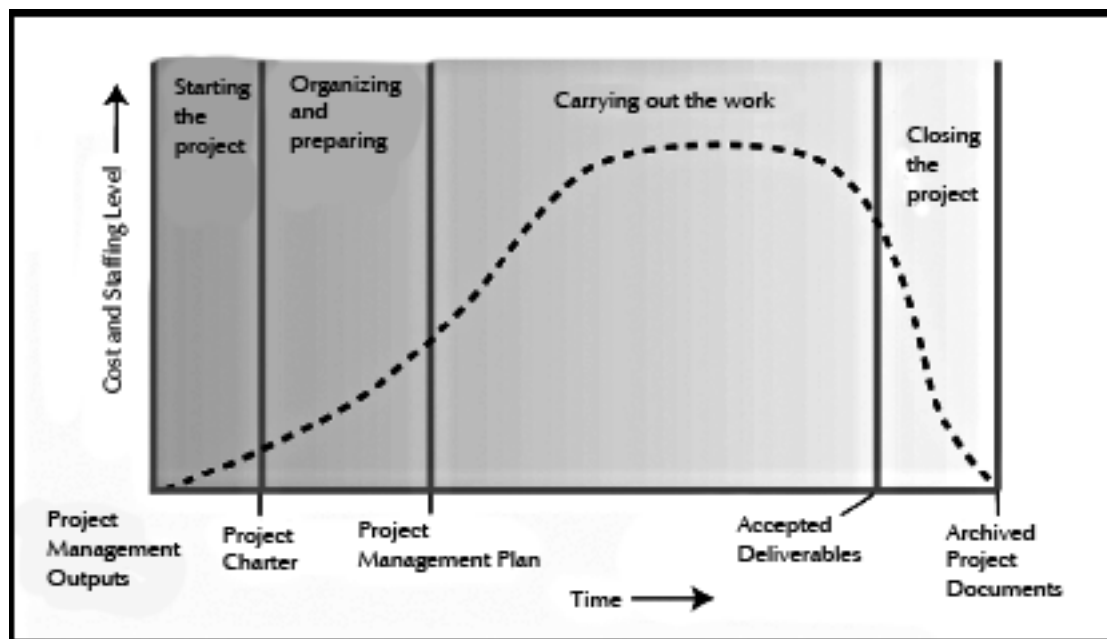 Starting
the
project
Organizing
and
preparing
Carrying out the work
Closing
the
project
Cost and Staffing Level
Project
Management
Outputs
Project
Charter
Project
Management Plan
Accepted
Deliverables
Archived
Project
Documents
Time